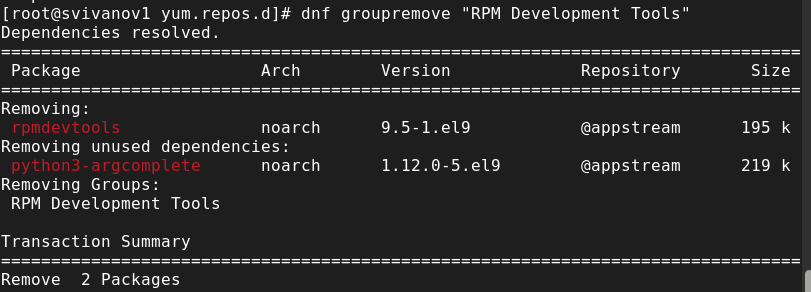 [root@svivanov1 yum.repos.d]# dnf groupremove "RPM Development Tools"
Dependencies resolved.
================================================================================
 Package                 Arch        Version             Repository       Size
================================================================================
Removing:
 rpmdevtools             noarch      9.5-1.el9           @appstream      195 k
Removing unused dependencies:
 python3-argcomplete     noarch      1.12.0-5.el9        @appstream      219 k
Removing Groups:
 RPM Development Tools

Transaction Summary
================================================================================
Remove  2 Packages